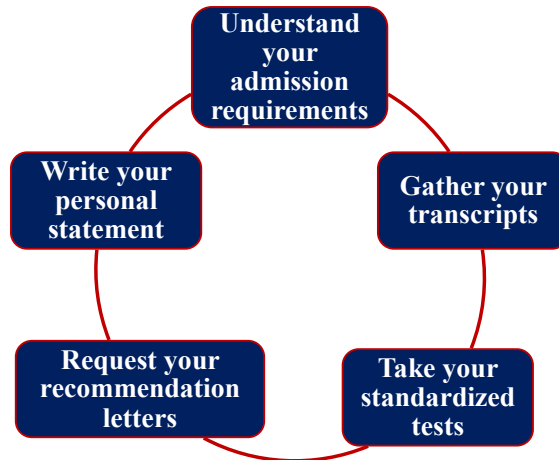 Understand
your
admission
requirements
Gather your
transcripts
Take your
standardized
tests
Request your
recommendation
letters
Write your
personal
statement